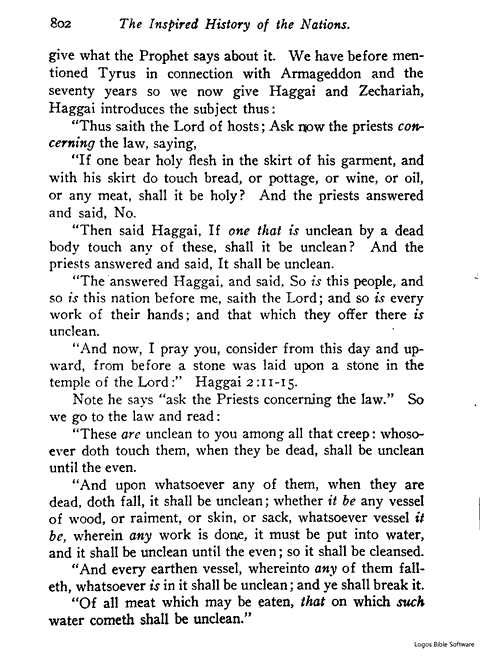 802 The Inspired History of the Nations.
give what the Prophet says about it. We have before men-
tioned Tyrus in connection with Armageddon and the
seventy years so we now give Haggai and Zechariah,
Haggai introduces the subject thus:
"Thus saith the Lord of hosts; Ask now the priests con-
cerning the law, saying,
"If one bear holy flesh in the skirt of his garment, and
with his skirt do touch bread, or pottage, or wine, or oil,
or any meat, shall it be holy? And the priests answered
and said, No.
"Then said Haggai, If one that is unclean by a dead
body touch any of these, shall it be unclean? And the
priests answered and said, It shall be unclean.
"The answered Haggai, and said, So is this people, and
so is this nation before me, saith the Lord; and so is every
work of their hands; and that which they offer there is
unclean.
"And now, I pray you, consider from this day and up-
ward, from before a stone was laid upon a stone in the
temple of the Lord:" Haggai 2:11-15.
Note he says "ask the Priests concerning the law." So
we go to the law and read:
"These are unclean to you among all that creep: whoso-
ever doth touch them, when they be dead, shall be unclean
until the even.
"And upon whatsoever any of them, when they are
dead, doth fall, it shall be unclean; whether it be any vessel
of wood, or raiment, or skin, or sack, whatsoever vessel it
be, wherein any work is done, it must be put into water,
and it shall be unclean until the even; so it shall be cleansed.
"And every earthen vessel, whereinto any of them fall-
eth, whatsoever is in it shall be unclean; and ye shall break it.
"Of all meat which may be eaten, that on which such
water cometh shall be unclean."
Logos Bible Software